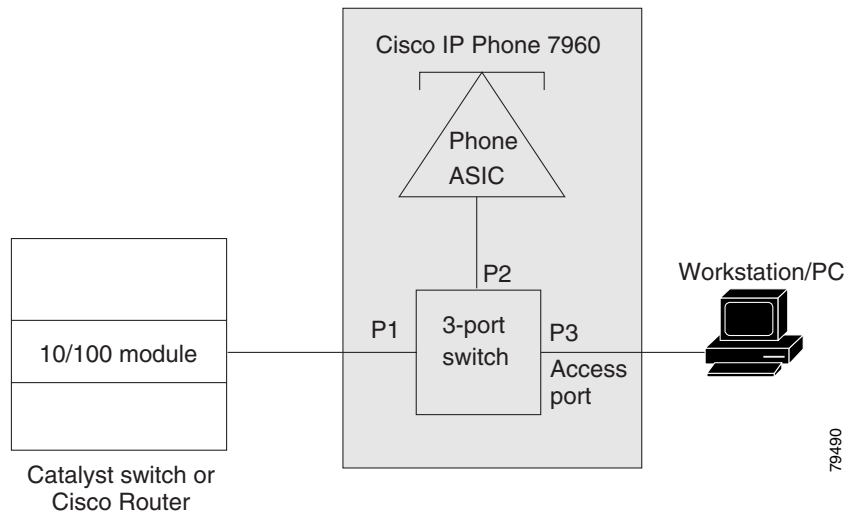 Cisco IP Phone 7960
Phone
ASIC
P2
Workstation/PC
P1
3-port
switch
P3
Access
port
10/100 module
Catalyst switch or
Cisco Router
79490